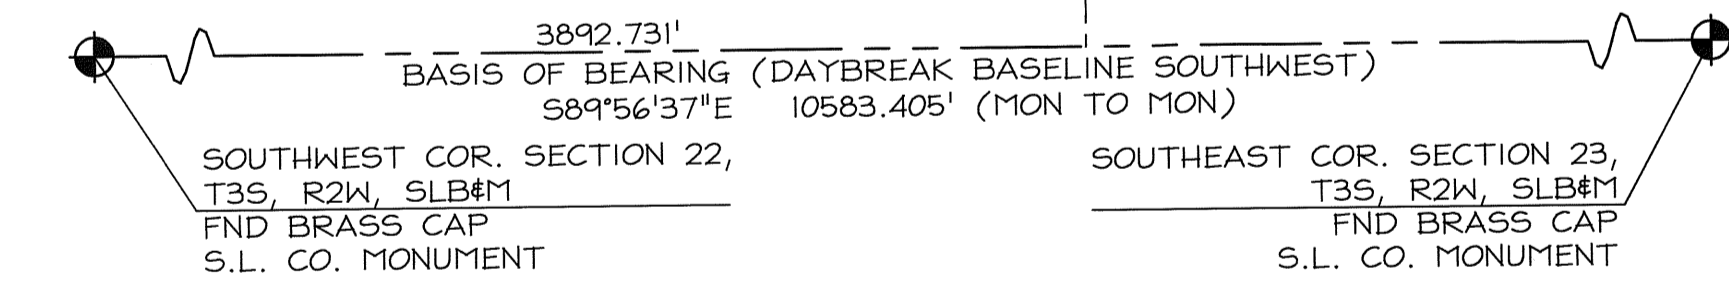 3892.731'
BASIS OF BEARING (DAYBREAK BASELINE SOUTHWEST)
S89°56'37"E 10583.405' (MON TO MON)
SOUTHWEST COR. SECTION 22,
T3S, R2W, SLB&M
FND BRASS CAP
S.L. CO. MONUMENT
SOUTHEAST COR. SECTION 23,
T3S, R2W, SLB&M
FND BRASS CAP
S.L. CO. MONUMENT